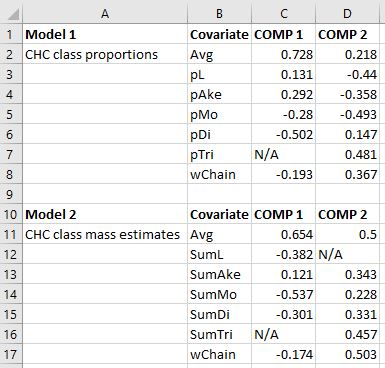 A B C D
1 Model 1 Covariate COMP 1 COMP 2
2 CHC class proportions Avg 0.728 0.218
3 pL 0.131 -0.44
4 pAke 0.292 -0.358
5 pMo -0.28 -0.493
6 pDi -0.502 0.147
7 pTri N/A 0.481
8 wChain -0.193 0.367
9
10 Model 2 Covariate COMP 1 COMP 2
11 CHC class mass estimates Avg 0.654 0.5
12 SumL -0.382 N/A
13 SumAke 0.121 0.343
14 SumMo -0.537 0.228
15 SumDi -0.301 0.331
16 SumTri N/A 0.457
17 wChain -0.174 0.503